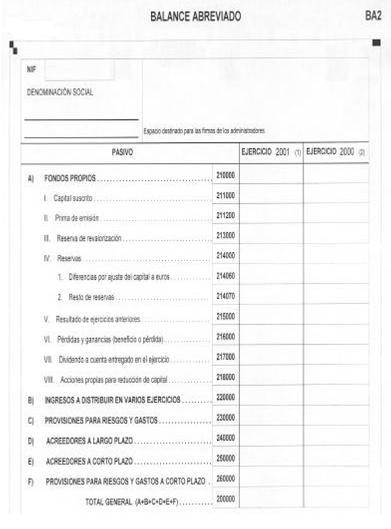 BALANCE ABREVIADO
BA2
NIF
DENOMINACIÓN SOCIAL
Espacio destinado para las firmas de los administradores
PASIVO EJERCICIO 2001 (1) EJERCICIO 2000 (2)
A) FONDOS PROPIOS 210000
I. Capital suscrito 211000
II. Prima de emisión 211200
III. Reserva de revalorización 213000
IV. Reservas 214000
1. Diferencias por ajuste del capital a euros 214060
2. Resto de reservas 214070
V. Resultado de ejercicios anteriores 215000
VI. Pérdidas y ganancias (beneficio o pérdida) 216000
VII. Dividendo a cuenta entregado en el ejercicio 217000
VIII. Acciones propias para reducción de capital 218000
B) INGRESOS A DISTRIBUIR EN VARIOS EJERCICIOS 220000
C) PROVISIONES PARA RIESGOS Y GASTOS 230000
D) ACREEDORES A LARGO PLAZO 240000
E) ACREEDORES A CORTO PLAZO 250000
F) PROVISIONES PARA RIESGOS Y GASTOS A CORTO PLAZO 260000
TOTAL GENERAL (A+B+C+D+E+F) 200000